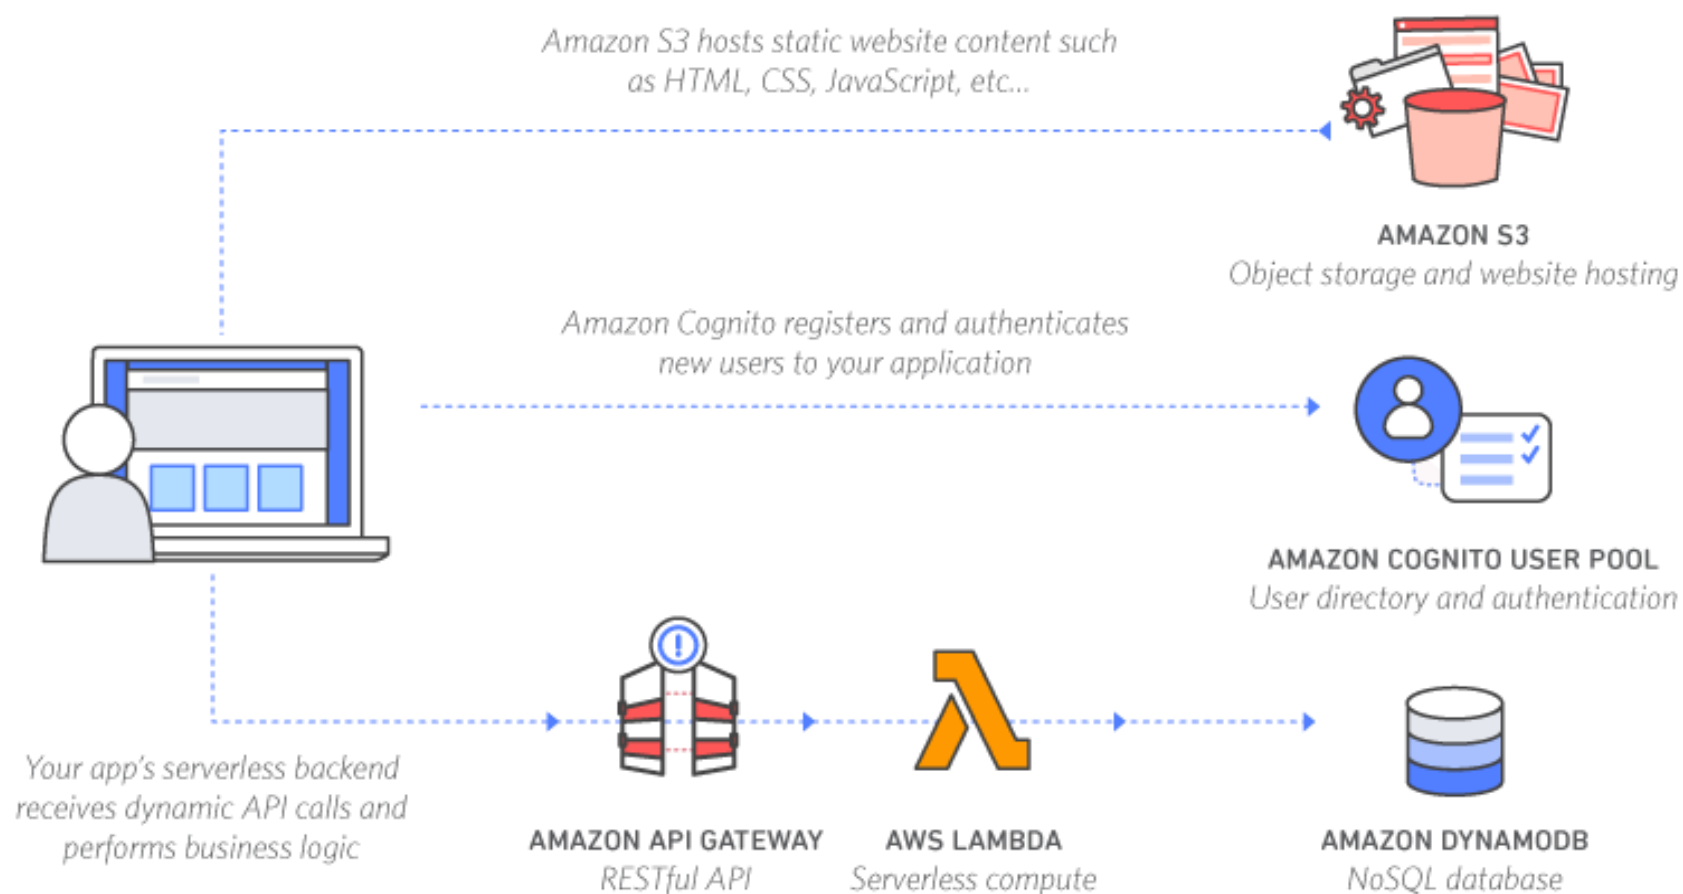 Amazon S3 hosts static website content such
as HTML, CSS, JavaScript, etc...
AMAZON S3
Object storage and website hosting
Amazon Cognito registers and authenticates
new users to your application
AMAZON COGNITO USER POOL
User directory and authentication
Your app's serverless backend
receives dynamic API calls and
performs business logic
AMAZON API GATEWAY
RESTful API
AWS LAMBDA
Serverless compute
AMAZON DYNAMODB
NoSQL database